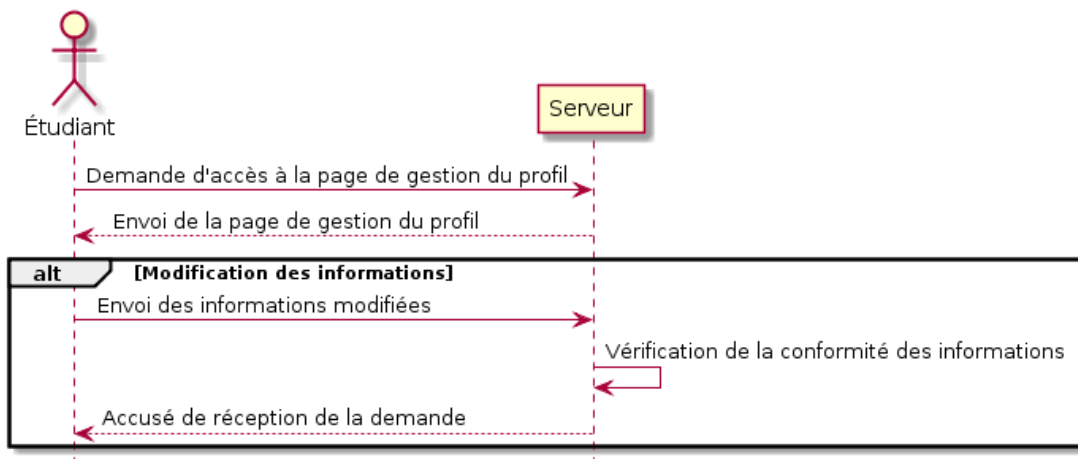 Étudiant
Serveur
Demande d'accès à la page de gestion du profil
Envoi de la page de gestion du profil
alt [Modification des informations]
Envoi des informations modifiées
Vérification de la conformité des informations
Accusé de réception de la demande